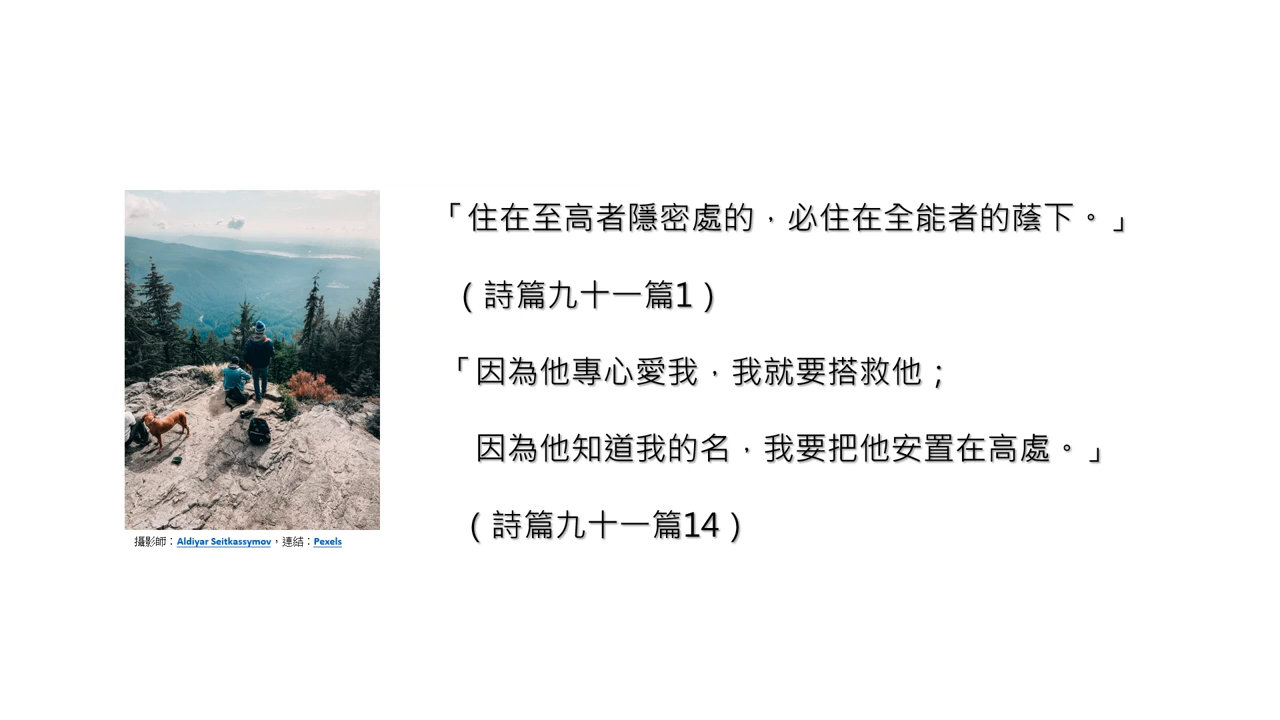 「住在至高者隱密處的，必住在全能者的蔭下。」
（詩篇九十一篇1）
「因為他專心愛我，我就要搭救他；
因為他知道我的名，我要把他安置在高處。」
（詩篇九十一篇14）
攝影師：Aldiyar Seitkassymov，連結：Pexels